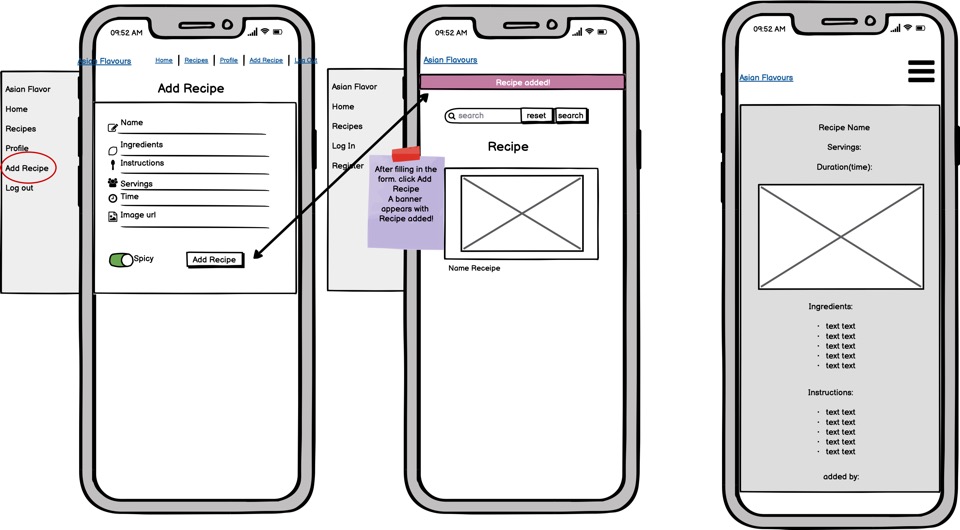 Asian Flavor
Home
Recipes
Profile
Add Recipe
Log out
09:52 AM
Asian Flavours
Home
Recipes
Profile
Add Recipe
Log Out
Add Recipe
Name
Ingredients
Instructions
Servings
Time
Image url
Spicy
Add Recipe
Asian Flavor
Home
Recipes
Log In
Register
After filling in the
form. click Add
Recipe
A banner
appears with
Recipe added!
09:52 AM
Asian Flavours
Recipe added!
search
reset
search
Recipe
Name Receipe
09:52 AM
Asian Flavours
Recipe Name
Servings:
Duration(time):
Ingredients:
· text text
· text text
· text text
· text text
· text text
Instructions:
· text text
· text text
· text text
· text text
· text text
added by: